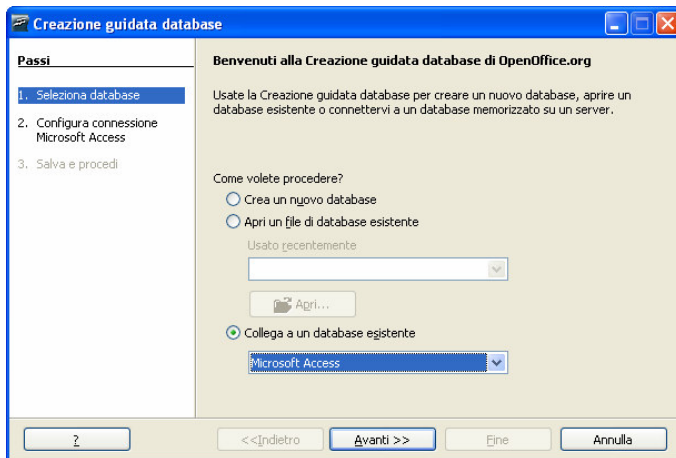 Creazione guidata database
Passi
1. Seleziona database
2. Configura connessione
Microsoft Access
3. Salva e procedi
Benvenuti alla Creazione guidata database di OpenOffice.org
Usate la Creazione guidata database per creare un nuovo database, aprire un
database esistente o connettervi a un database memorizzato su un server.
Come volete procedere?
Crea un nuovo database
Apri un file di database esistente
Usato recentemente
Apri...
Collega a un database esistente
Microsoft Access
?
<<Indietro
Avanti >>
Fine
Annulla